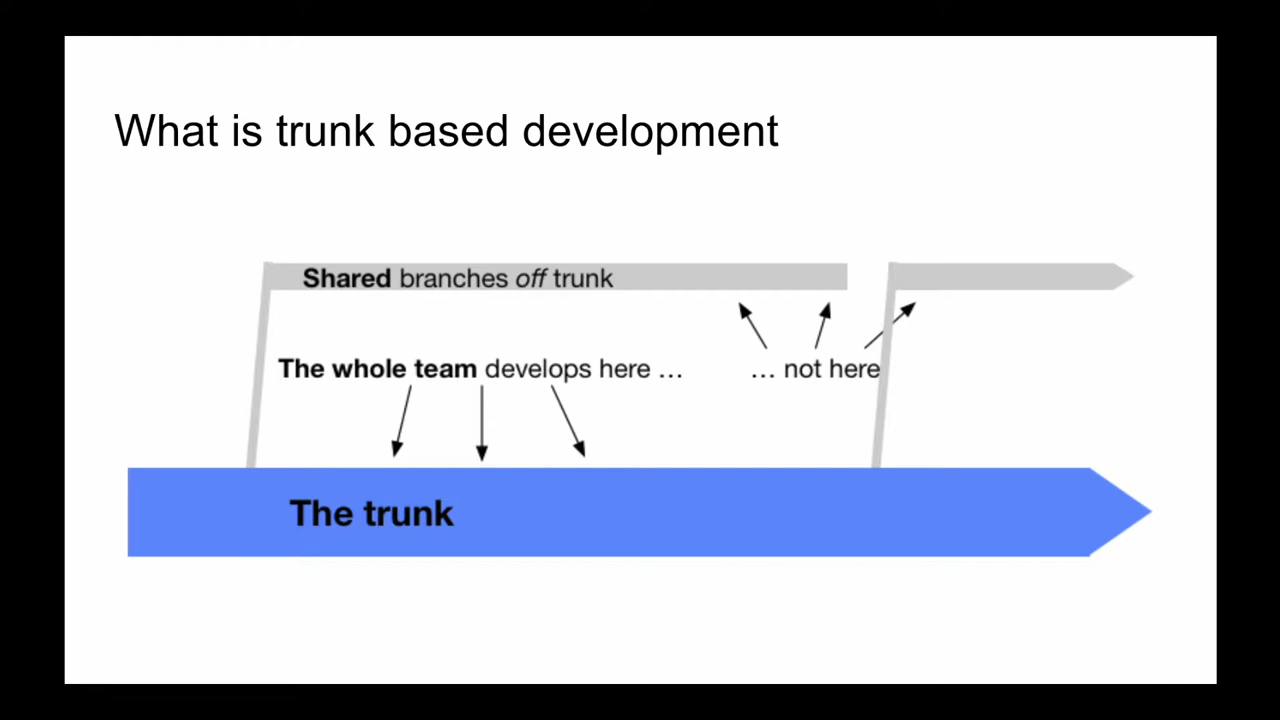 What is trunk based development
Shared branches off trunk
The whole team develops here …
… not here
The trunk